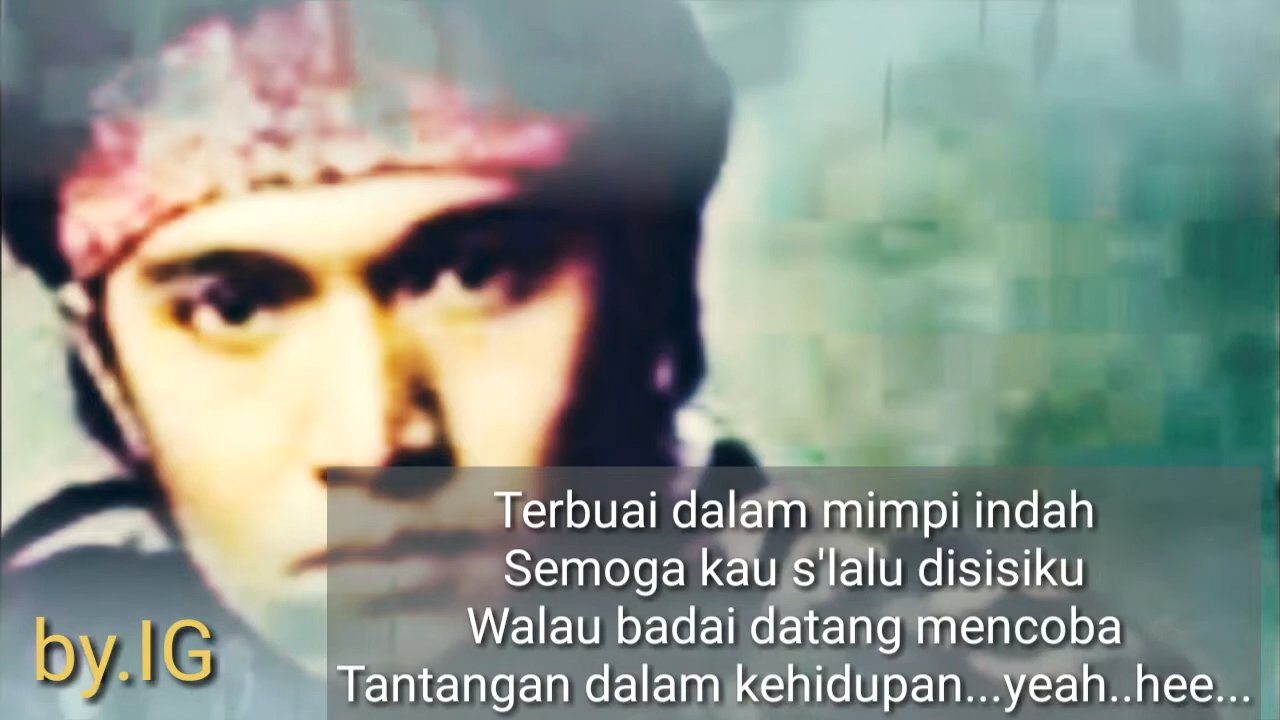 Terbuai dalam mimpi indah
Semoga kau s'lalu disisiku
Walau badai datang mencoba
Tantangan dalam kehidupan...yeah..hee...
by.IG